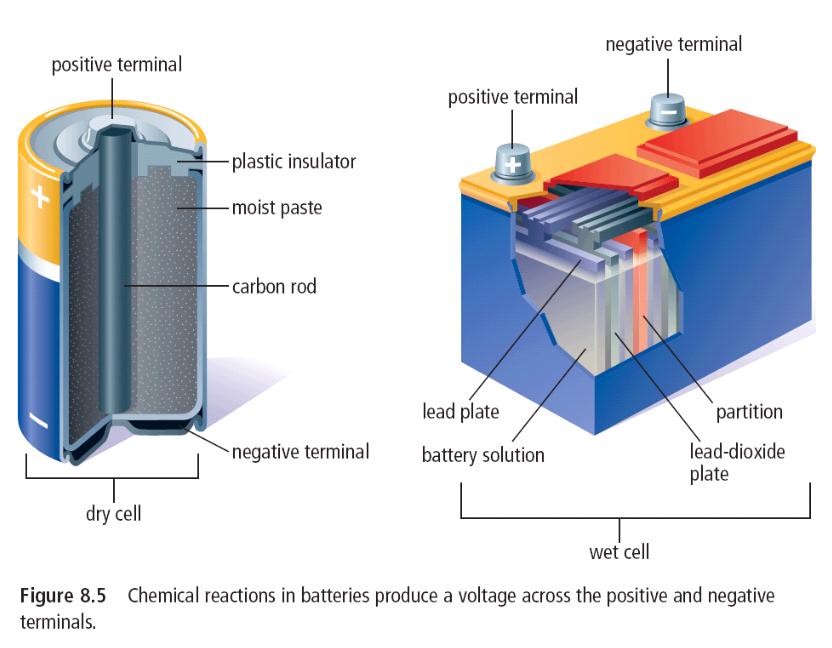 positive terminal
plastic insulator
moist paste
carbon rod
negative terminal
+
−
dry cell
negative terminal
positive terminal
−
+
lead plate
battery solution
partition
lead-dioxide
plate
wet cell
Figure 8.5 Chemical reactions in batteries produce a voltage across the positive and negative
terminals.